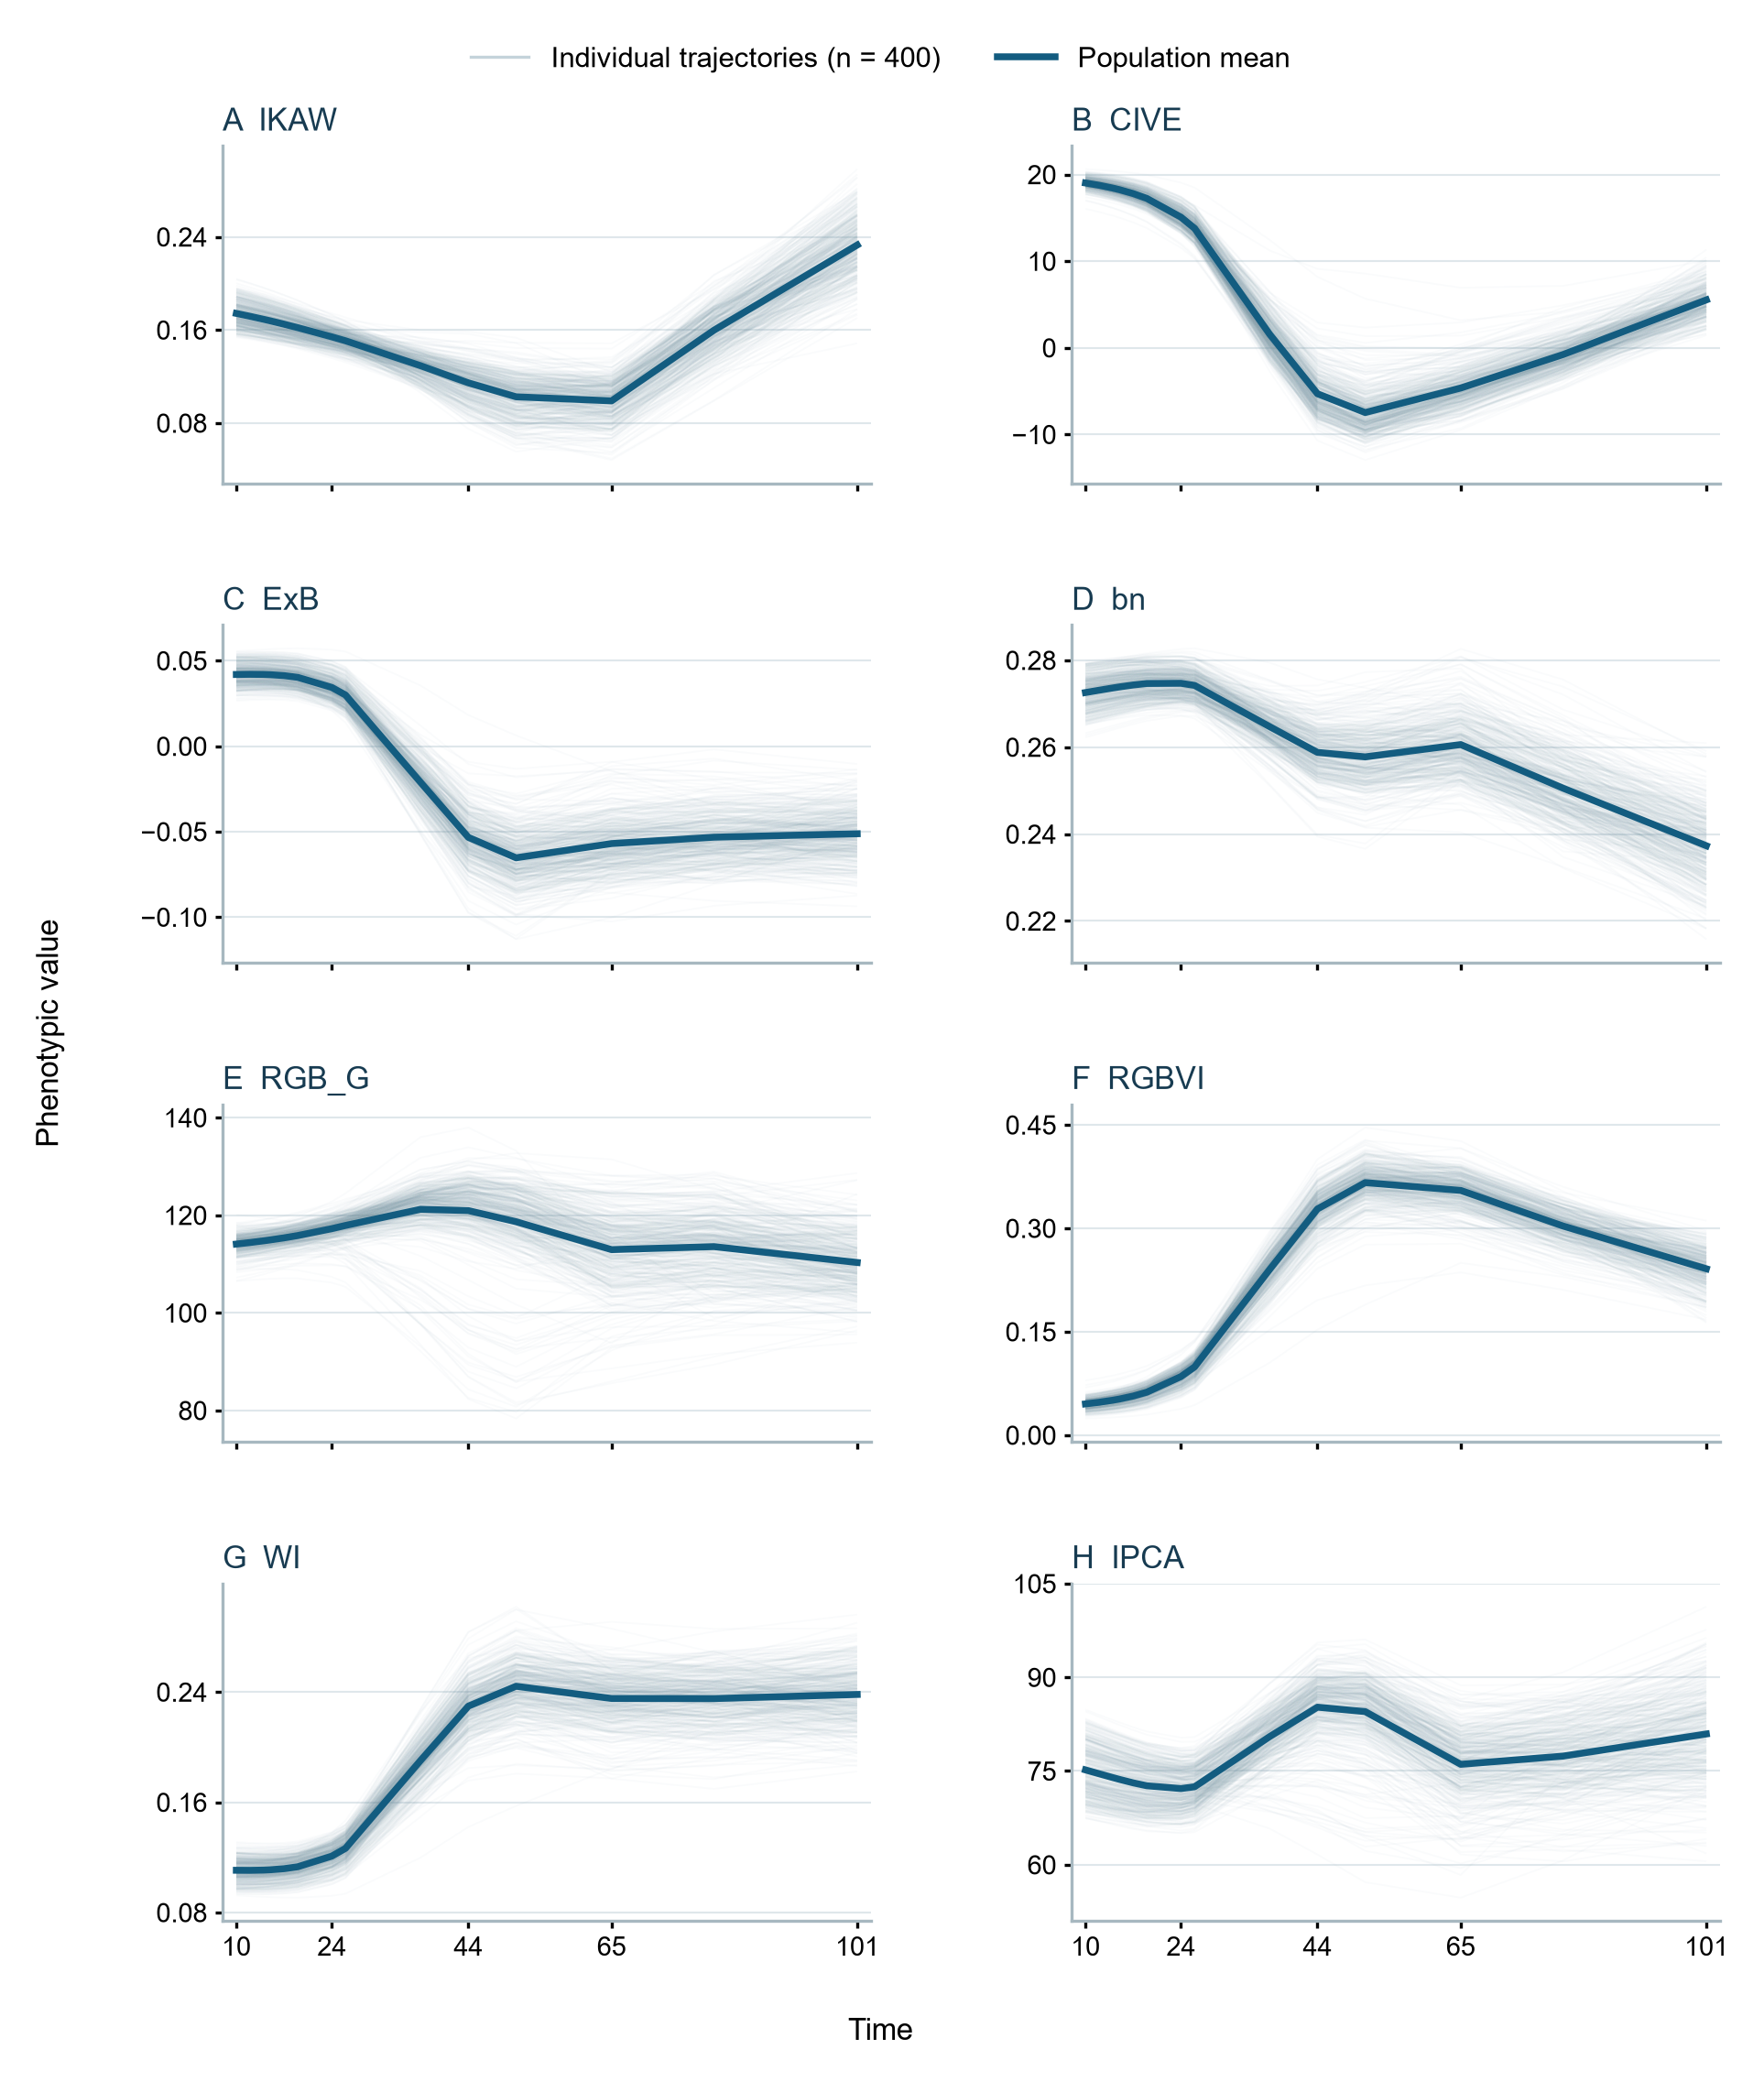 Individual trajectories (n = 400) Population mean
A IKAW
0.24
0.16
0.08
B CIVE
20
10
0
−10
C ExB
0.05
0.00
−0.05
−0.10
D bn
0.28
0.26
0.24
0.22
Phenotypic value
E RGB_G
140
120
100
80
F RGBVI
0.45
0.30
0.15
0.00
G WI
0.24
0.16
0.08
10 24 44 65 101
H IPCA
105
90
75
60
10 24 44 65 101
Time